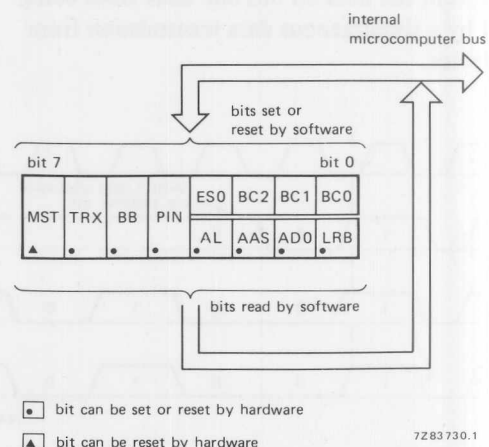 internal
microcomputer bus
bits set or
reset by software
bit 7 bit 0
ES0 BC2 BC1 BC0
MST TRX BB PIN
AL AAS AD0 LRB
bits read by software
bit can be set or reset by hardware
bit can be reset by hardware
7Z83730.1